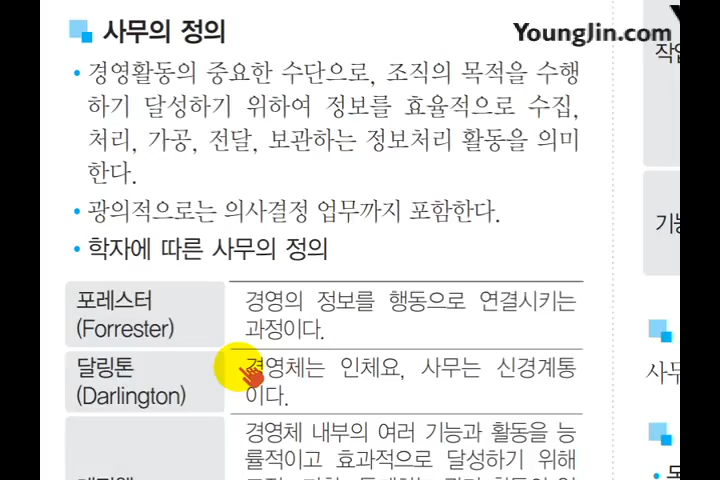 사무의 정의
YoungJin.com
• 경영활동의 중요한 수단으로, 조직의 목적을 수행
하기 달성하기 위하여 정보를 효율적으로 수집,
처리, 가공, 전달, 보관하는 정보처리 활동을 의미
한다.
• 광의적으로는 의사결정 업무까지 포함한다.
• 학자에 따른 사무의 정의
포레스터
(Forrester)
경영의 정보를 행동으로 연결시키는
과정이다.
달링톤
(Darlington)
경영체는 인체요, 사무는 신경계통
이다.
경영체 내부의 여러 기능과 활동을 능
률적이고 효과적으로 달성하기 위해